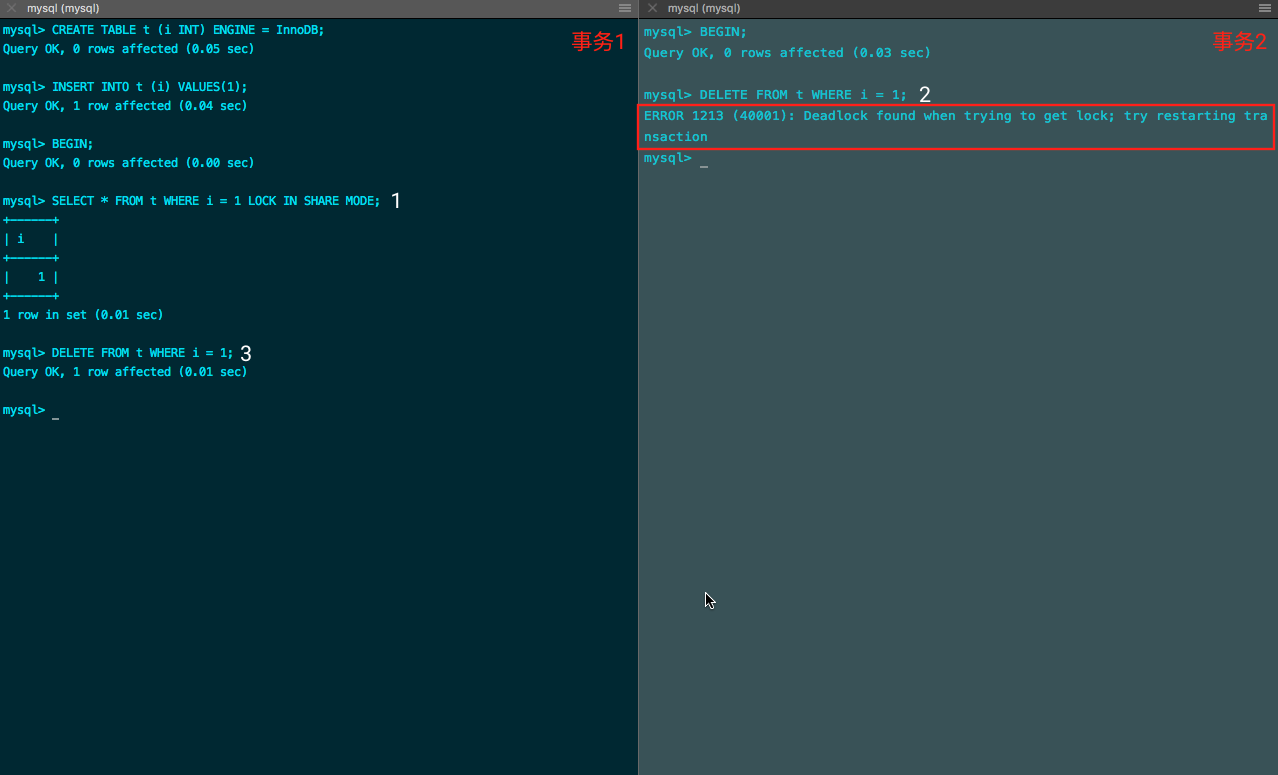 mysql (mysql)
mysql> CREATE TABLE t (i INT) ENGINE = InnoDB;
Query OK, 0 rows affected (0.05 sec)
事务1
mysql> INSERT INTO t (i) VALUES(1);
Query OK, 1 row affected (0.04 sec)
mysql> BEGIN;
Query OK, 0 rows affected (0.00 sec)
mysql> SELECT * FROM t WHERE i = 1 LOCK IN SHARE MODE; 1
+------+
| i    |
+------+
|    1 |
+------+
1 row in set (0.01 sec)
mysql> DELETE FROM t WHERE i = 1; 3
Query OK, 1 row affected (0.01 sec)
mysql> _
mysql (mysql)
mysql> BEGIN;
事务2
Query OK, 0 rows affected (0.03 sec)
mysql> DELETE FROM t WHERE i = 1; 2
ERROR 1213 (40001): Deadlock found when trying to get lock; try restarting tra
nsaction
mysql> _